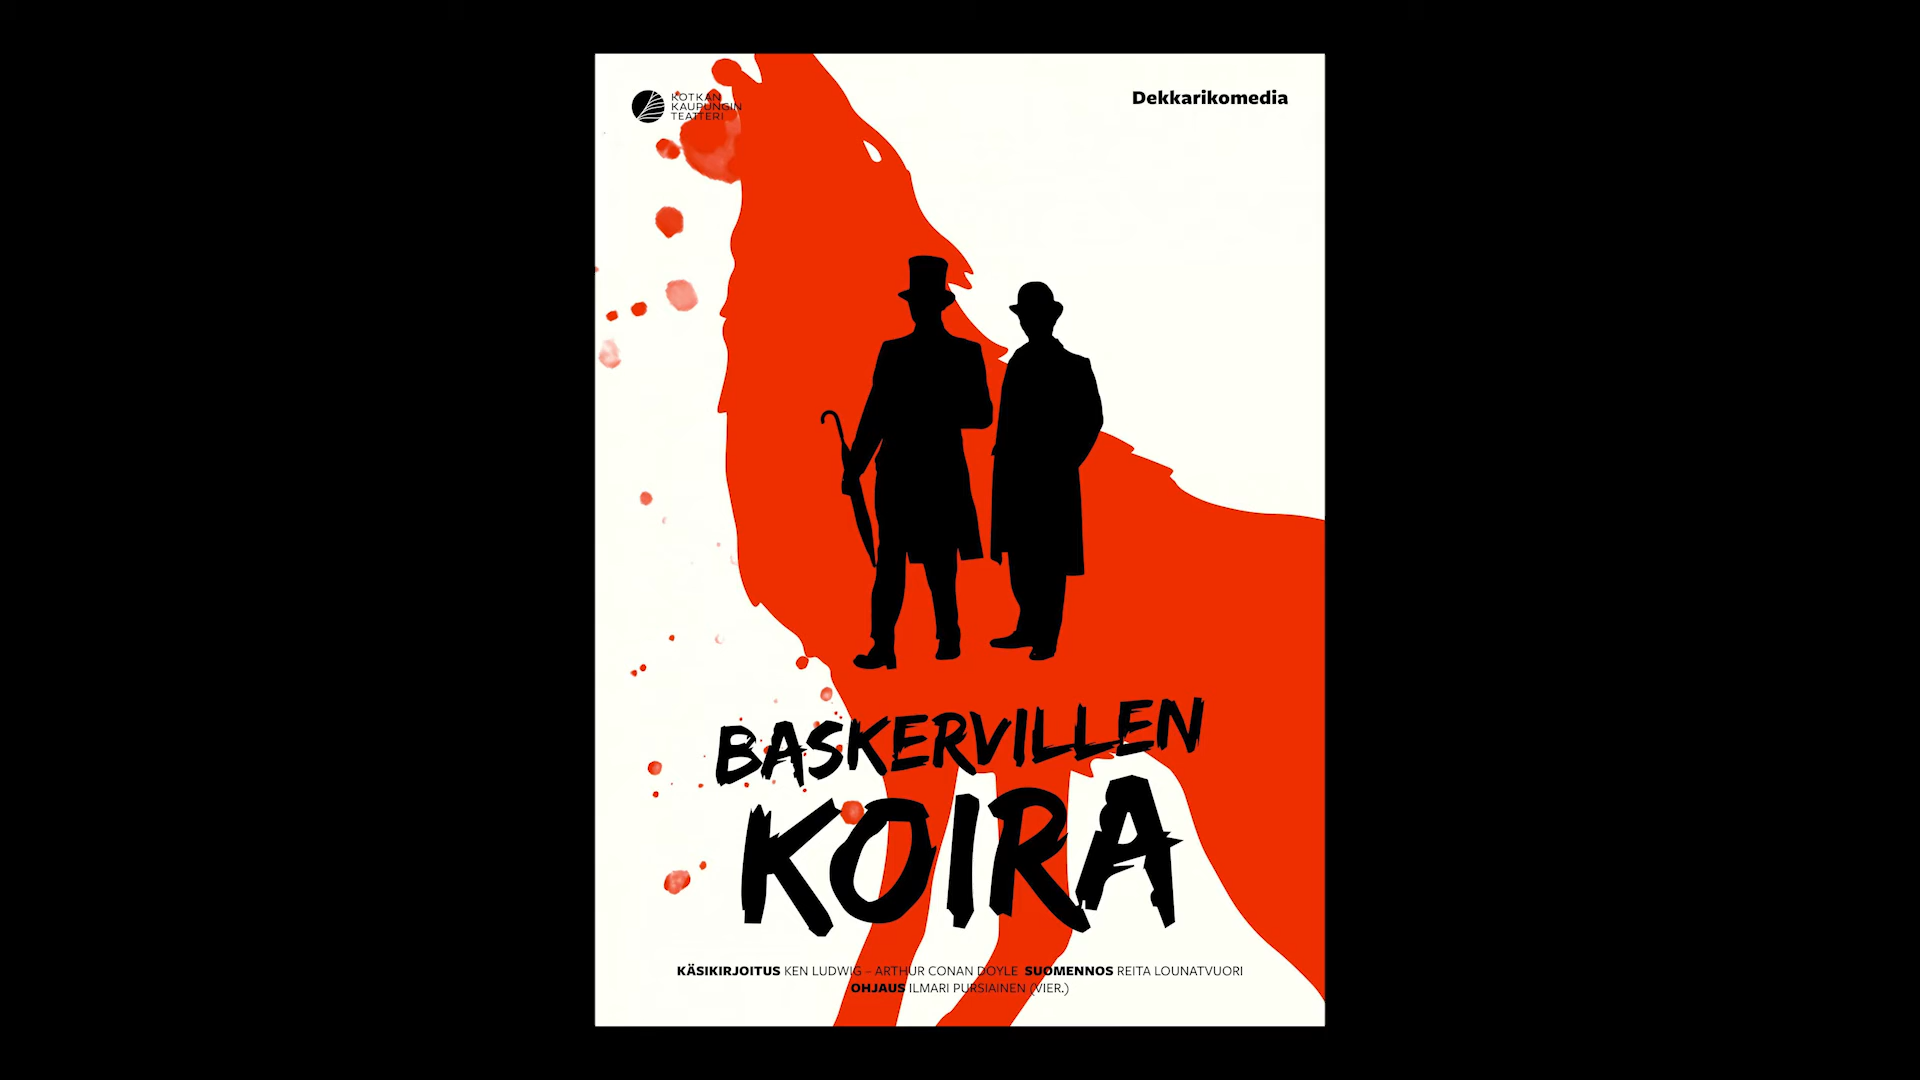 KOTKAN
KAUPUNGIN
TEATTERI
Dekkarikomedia
BASKERVILLEN
KOIRA
KÄSIKIRJOITUS KEN LUDWIG – ARTHUR CONAN DOYLE SUOMENNOS REITA LOUNATVUORI
OHJAUS ILMARI PURSIAINEN (VIER.)